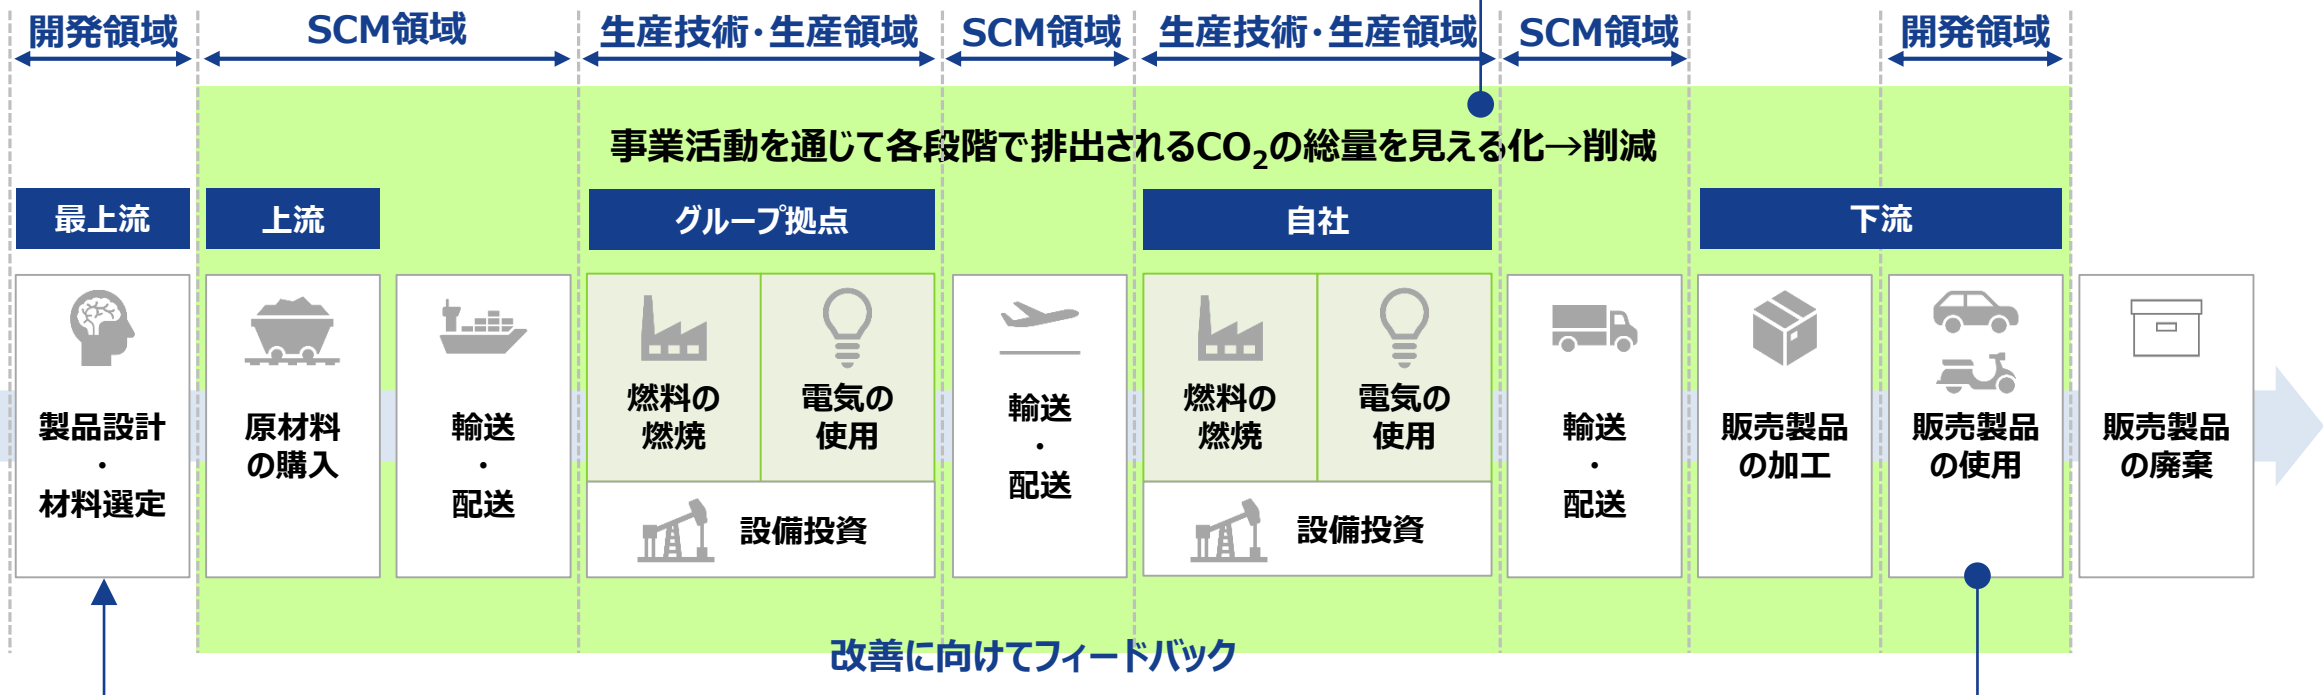 開発領域
SCM領域
生産技術・生産領域
SCM領域
生産技術・生産領域
SCM領域
開発領域
事業活動を通じて各段階で排出されるCO₂の総量を見える化→削減
最上流
上流
グループ拠点
自社
下流
製品設計
・
材料選定
原材料
の購入
輸送
・
配送
燃料の
燃焼
電気の
使用
設備投資
輸送
・
配送
燃料の
燃焼
電気の
使用
設備投資
輸送
・
配送
販売製品
の加工
販売製品
の使用
販売製品
の廃棄
改善に向けてフィードバック